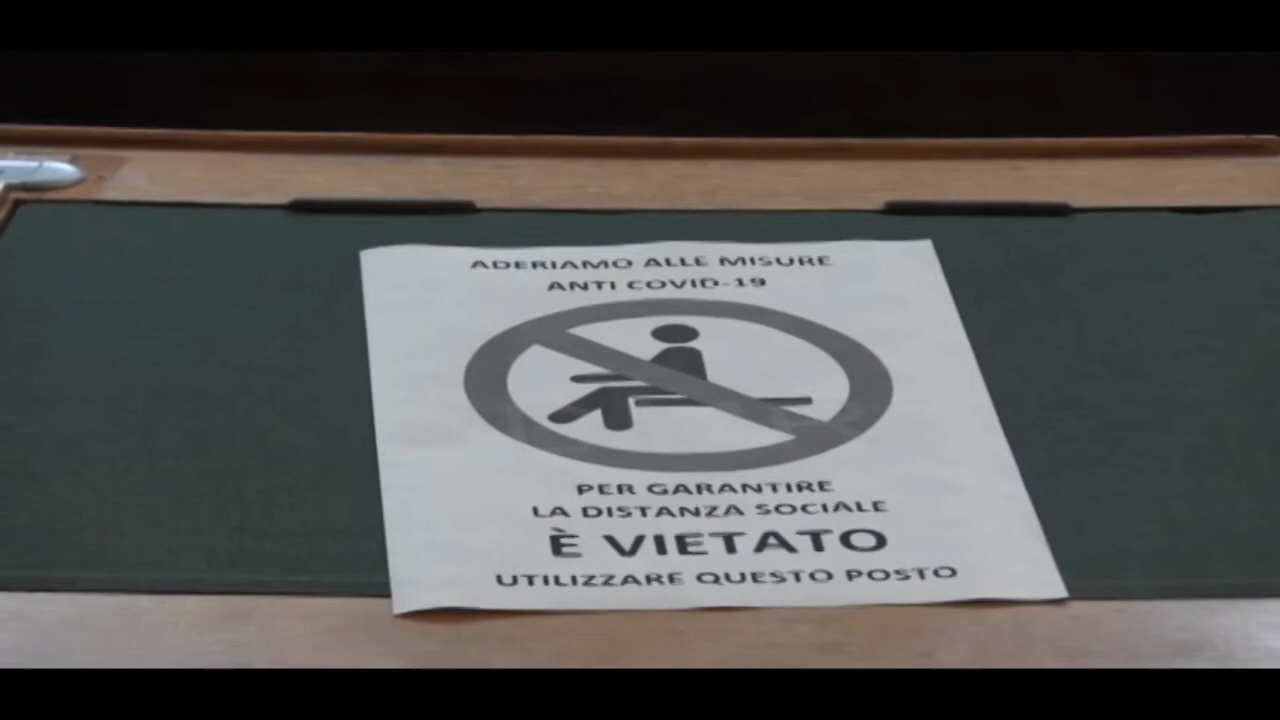 ADERIAMO ALLE MISURE
ANTI COVID-19
PER GARANTIRE
LA DISTANZA SOCIALE
È VIETATO
UTILIZZARE QUESTO POSTO